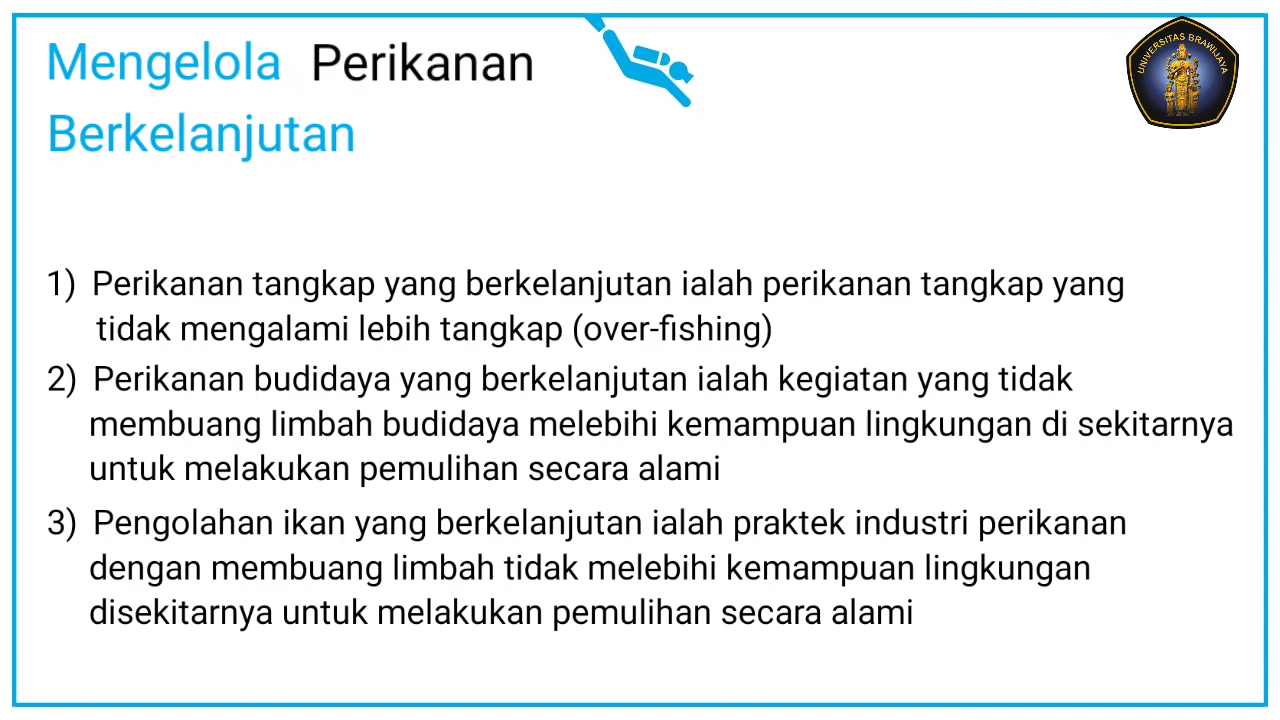 Mengelola Perikanan
Berkelanjutan
UNIVERSITAS BRAWIJAYA
1) Perikanan tangkap yang berkelanjutan ialah perikanan tangkap yang
tidak mengalami lebih tangkap (over-fishing)
2) Perikanan budidaya yang berkelanjutan ialah kegiatan yang tidak
membuang limbah budidaya melebihi kemampuan lingkungan di sekitarnya
untuk melakukan pemulihan secara alami
3) Pengolahan ikan yang berkelanjutan ialah praktek industri perikanan
dengan membuang limbah tidak melebihi kemampuan lingkungan
disekitarnya untuk melakukan pemulihan secara alami